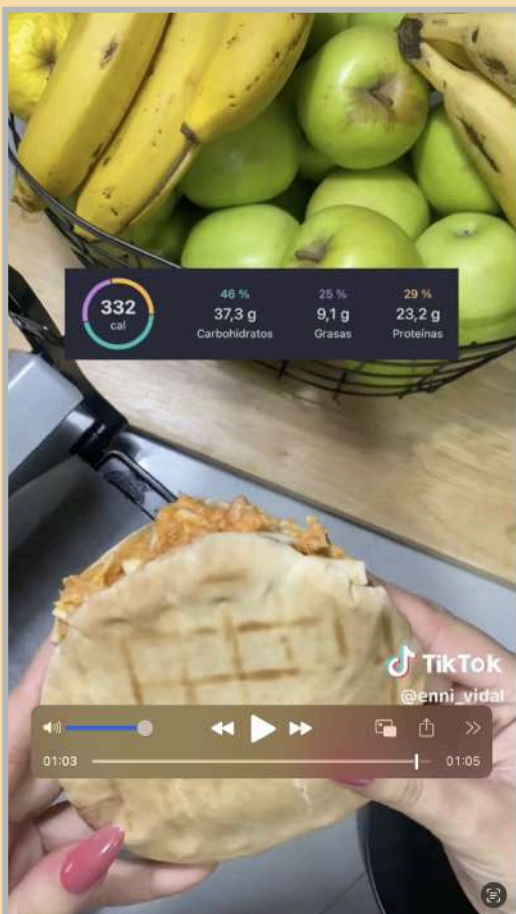 332
cal
46 %
37,3 g
Carbohidratos
25 %
9,1 g
Grasas
29 %
23,2 g
Proteínas
TikTok
@enni_vidal
01:03
01:05